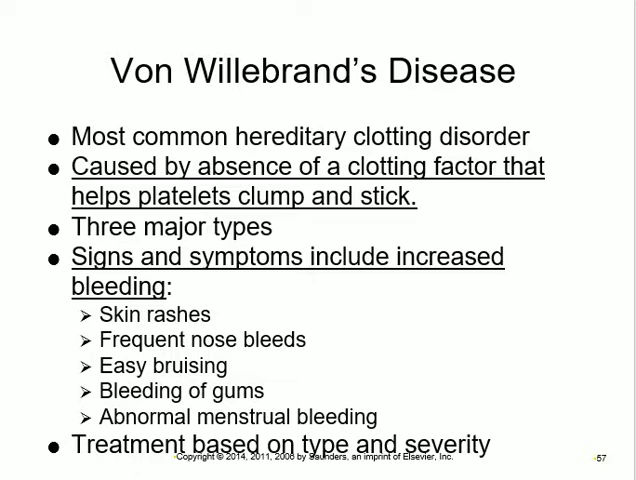 Von Willebrand's Disease
● Most common hereditary clotting disorder
● Caused by absence of a clotting factor that
helps platelets clump and stick.
● Three major types
● Signs and symptoms include increased
bleeding:
➢ Skin rashes
➢ Frequent nose bleeds
➢ Easy bruising
➢ Bleeding of gums
➢ Abnormal menstrual bleeding
● Treatment based on type and severity
Copyright © 2014, 2011, 2006 by Saunders, an imprint of Elsevier, Inc.
57